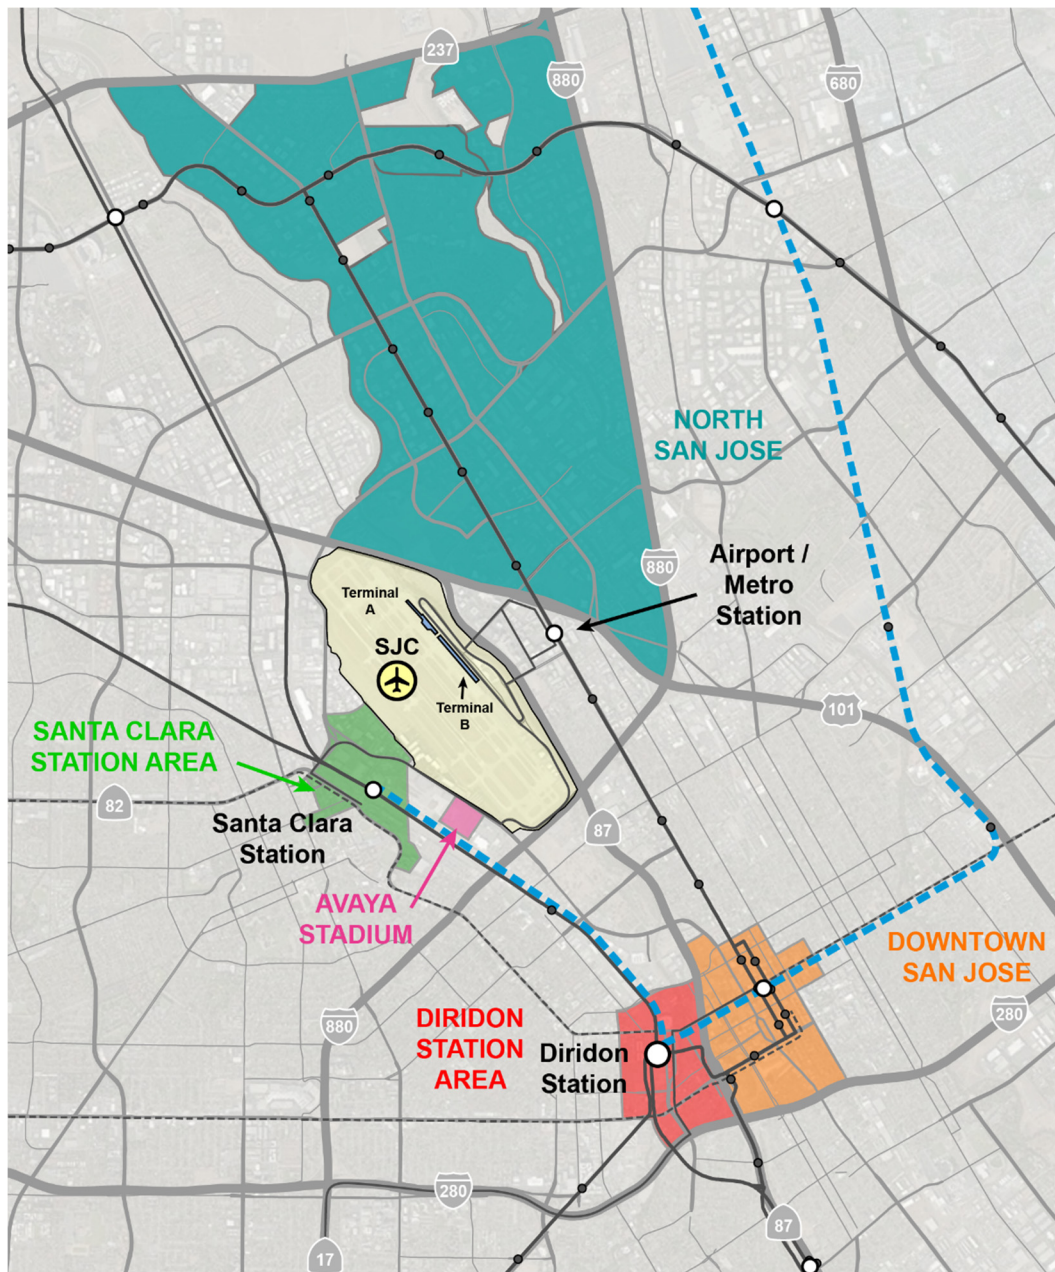 237
880
680
NORTH
SAN JOSE
Airport /
Metro
Station
880
Terminal
A
SJC
Terminal
B
101
SANTA CLARA
STATION AREA
82
Santa Clara
Station
87
AVAYA
STADIUM
DOWNTOWN
SAN JOSE
280
880
DIRIDON
STATION
AREA
Diridon
Station
280
87
17